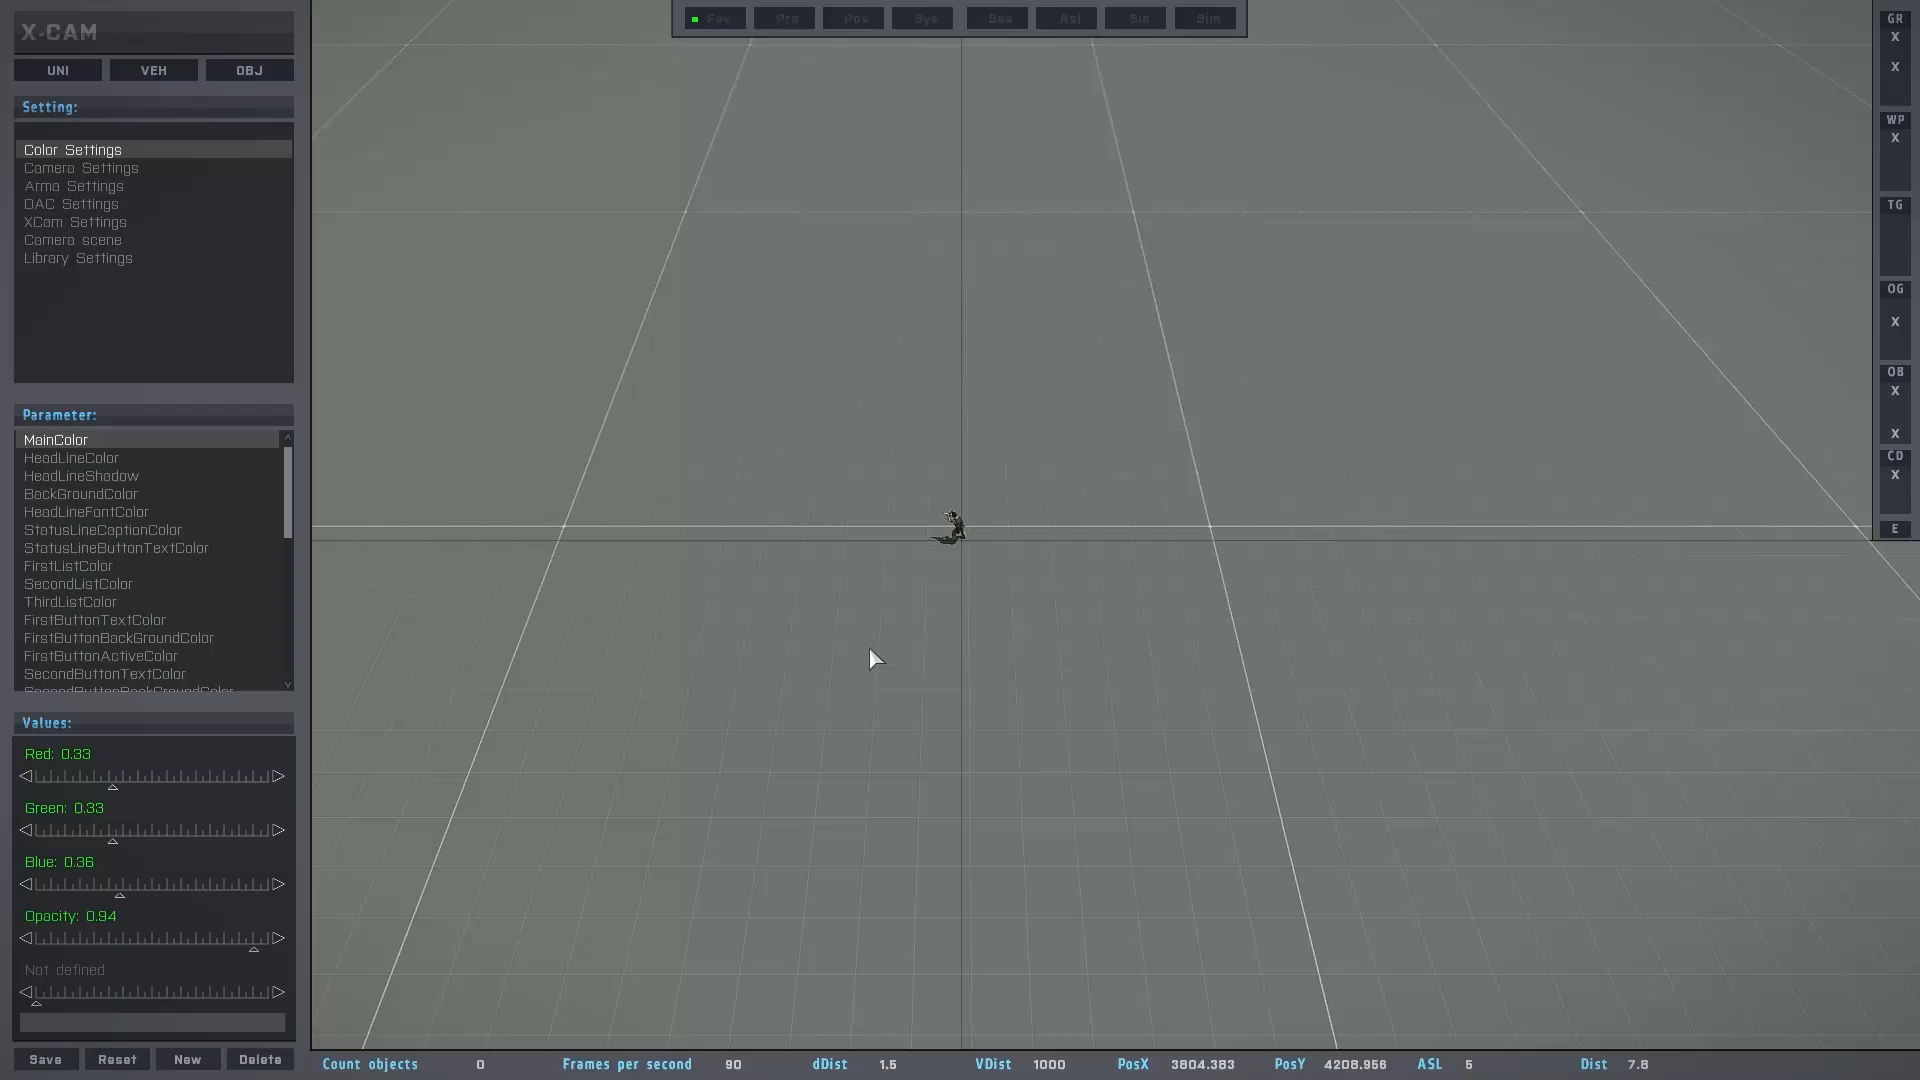 X-CAM
UNI VEH OBJ
Setting:
Color Settings
Camera Settings
Arma Settings
DAC Settings
XCam Settings
Camera scene
Library Settings
Parameter:
MainColor
HeadLineColor
HeadLineShadow
BackGroundColor
HeadLineFontColor
StatusLineCaptionColor
StatusLineButtonTextColor
FirstListColor
SecondListColor
ThirdListColor
FirstButtonTextColor
FirstButtonBackGroundColor
FirstButtonActiveColor
SecondButtonTextColor
SecondButtonBackGroundColor
Values:
Red: 0.33
Green: 0.33
Blue: 0.36
Opacity: 0.94
Not defined
Save Reset New Delete
Fav Pre Pos Sys Sea Asl Slo Sim
GR
X
X
WP
X
TG
OG
X
OB
X
X
CD
X
E
Count objects 0 Frames per second 90 dDist 1.5 VDist 1000 PosX 3804.383 PosY 4208.956 ASL 5 Dist 7.8